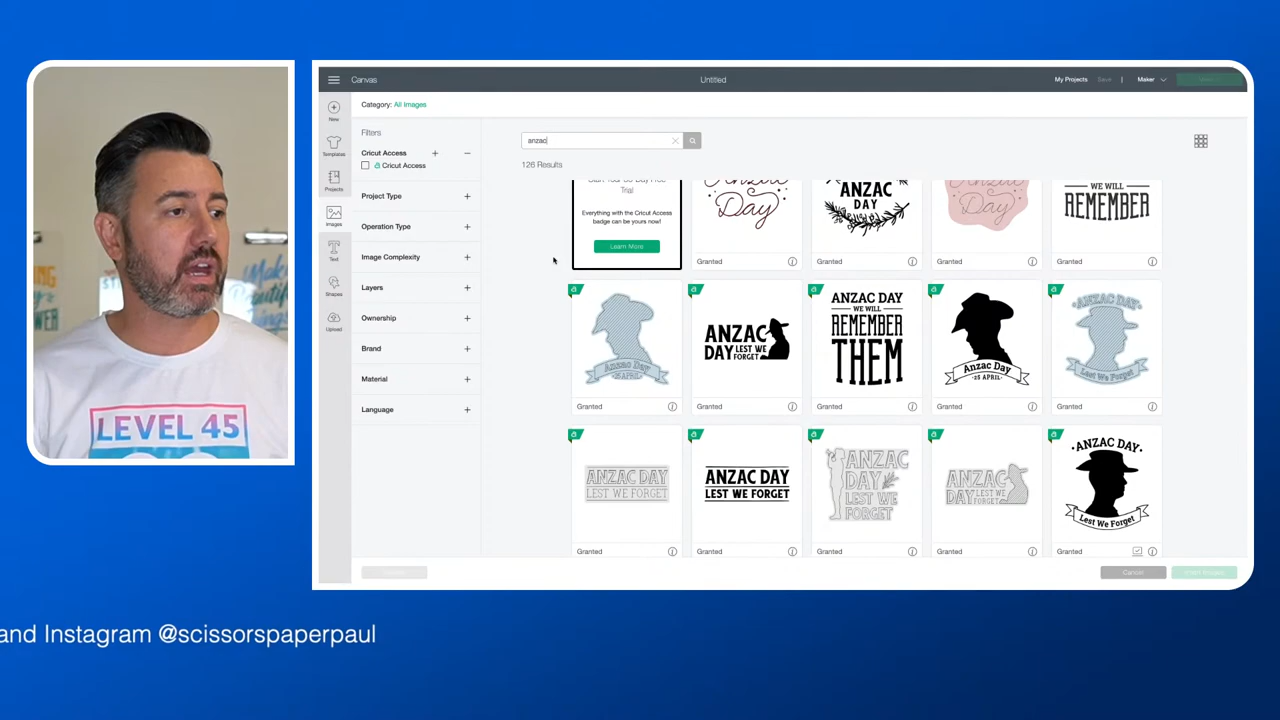 Canvas
Untitled
My Projects
Save
|
Maker
New
Templates
Projects
Images
Text
Shapes
Upload
Category: All Images
Filters
Cricut Access
Cricut Access
Project Type
Operation Type
Image Complexity
Layers
Ownership
Brand
Material
Language
anzac
126 Results
Trial
Everything with the Cricut Access
badge can be yours now!
Learn More
Day
Granted
ANZAC
DAY
Granted
Day
Granted
WE WILL
REMEMBER
Granted
Anzac Day
25 APRIL
Granted
ANZAC
DAY LEST WE
FORGET
Granted
ANZAC DAY
WE WILL
REMEMBER
THEM
Granted
Anzac Day
• 25 APRIL •
Granted
ANZAC DAY
Lest We Forget
Granted
ANZAC DAY
LEST WE FORGET
Granted
ANZAC DAY
LEST WE FORGET
Granted
ANZAC
DAY
LEST WE
FORGET
Granted
ANZAC
DAY LEST WE
FORGET
Granted
• ANZAC DAY •
Lest We Forget
Granted
Cancel
Insert Images
LEVEL 45
and Instagram @scissorspaperpaul